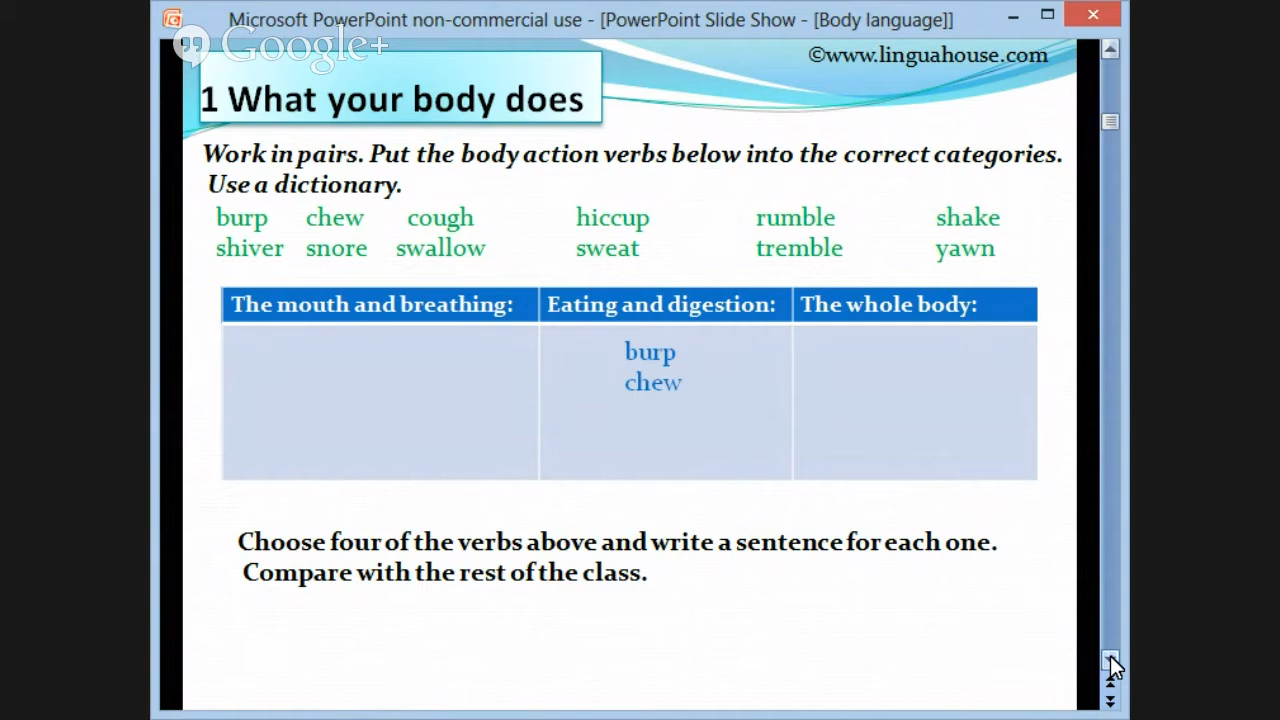 Microsoft PowerPoint non-commercial use - [PowerPoint Slide Show - [Body language]]
Google+
©www.linguahouse.com
1 What your body does
Work in pairs. Put the body action verbs below into the correct categories.
Use a dictionary.
burp chew cough hiccup rumble shake
shiver snore swallow sweat tremble yawn
The mouth and breathing: Eating and digestion: The whole body:
burp
chew
Choose four of the verbs above and write a sentence for each one.
Compare with the rest of the class.